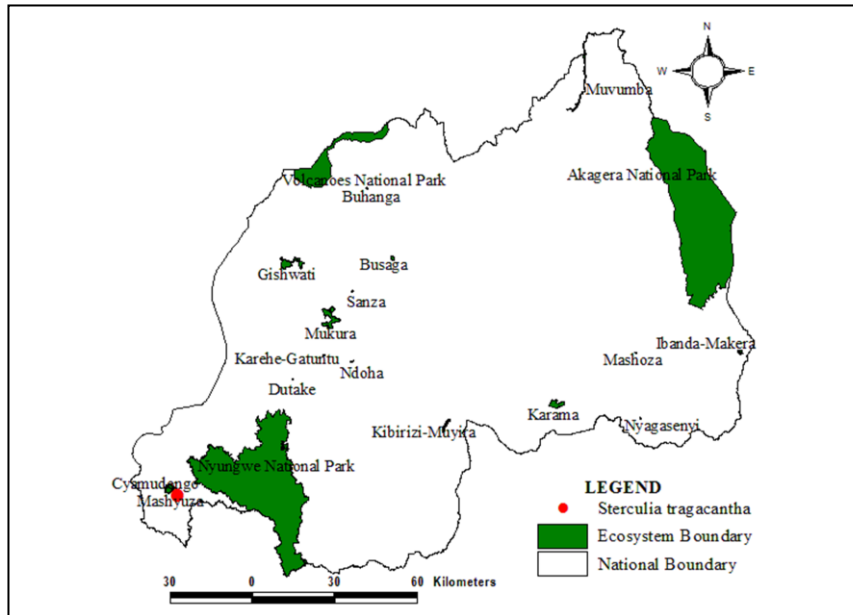 N
W E
S
Muvumba
Volcanoes National Park
Akagera National Park
Buhanga
Gishwati
Busaga
Sanza
Mukura
Ibanda-Makera
Karehe-Gaturitu
Ndoha
Mashoza
Dutake
Karama
Kibirizi-Muyira
Nyagasenyi
Nyungwe National Park
Cyamudongo
Mashyuza
LEGEND
Sterculia tragacantha
Ecosystem Boundary
National Boundary
30 0 30 60 Kilometers